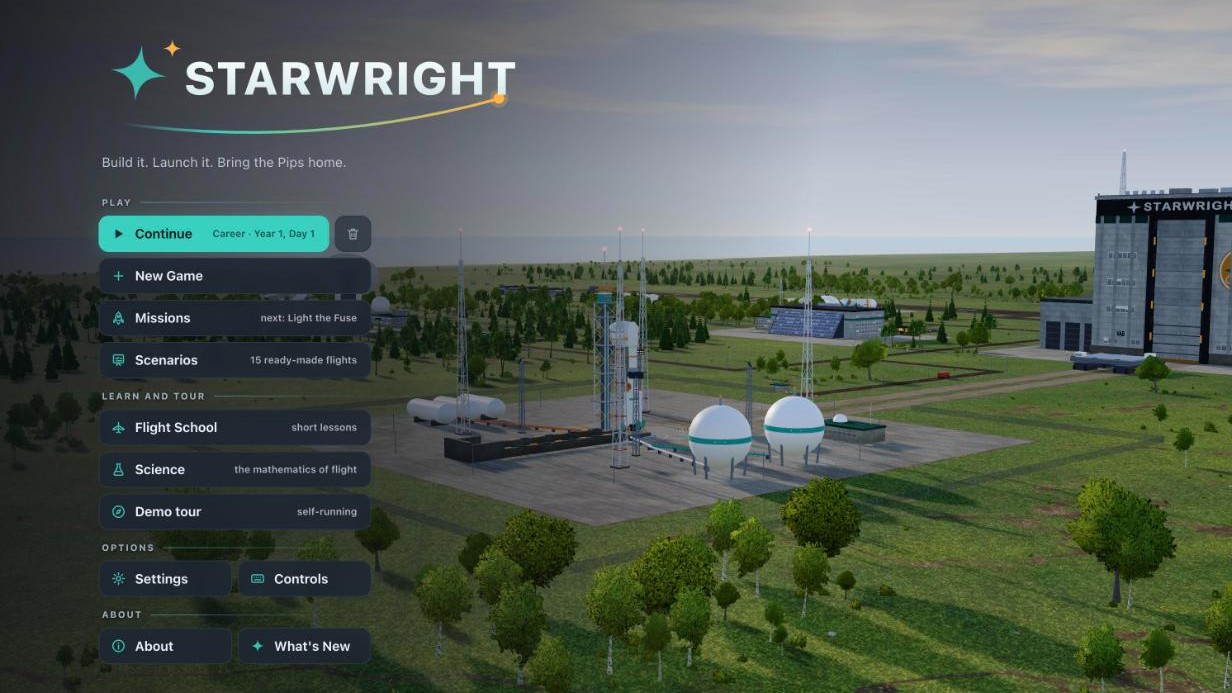 STARWRIGHT
Build it. Launch it. Bring the Pips home.
PLAY
Continue Career · Year 1, Day 1
New Game
Missions next: Light the Fuse
Scenarios 15 ready-made flights
LEARN AND TOUR
Flight School short lessons
Science the mathematics of flight
Demo tour self-running
OPTIONS
Settings Controls
ABOUT
About What's New
STARWRIGH
VAB